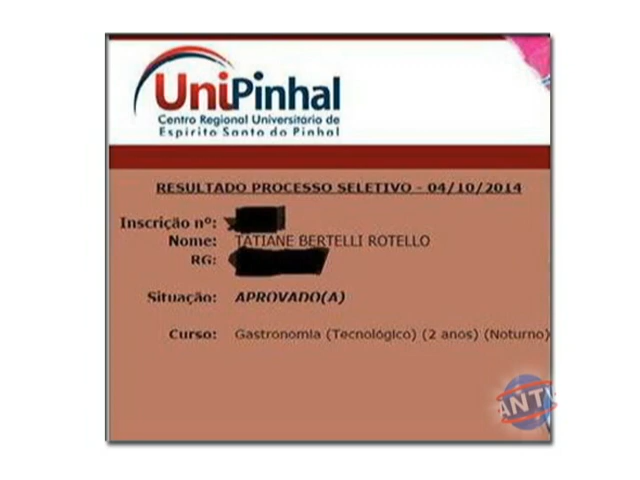 UniPinhal
Centro Regional Universitário de
Espírito Santo do Pinhal
RESULTADO PROCESSO SELETIVO - 04/10/2014
Inscrição nº:
Nome: TATIANE BERTELLI ROTELLO
RG:
Situação: APROVADO(A)
Curso: Gastronomia (Tecnológico) (2 anos) (Noturno)
ANTI